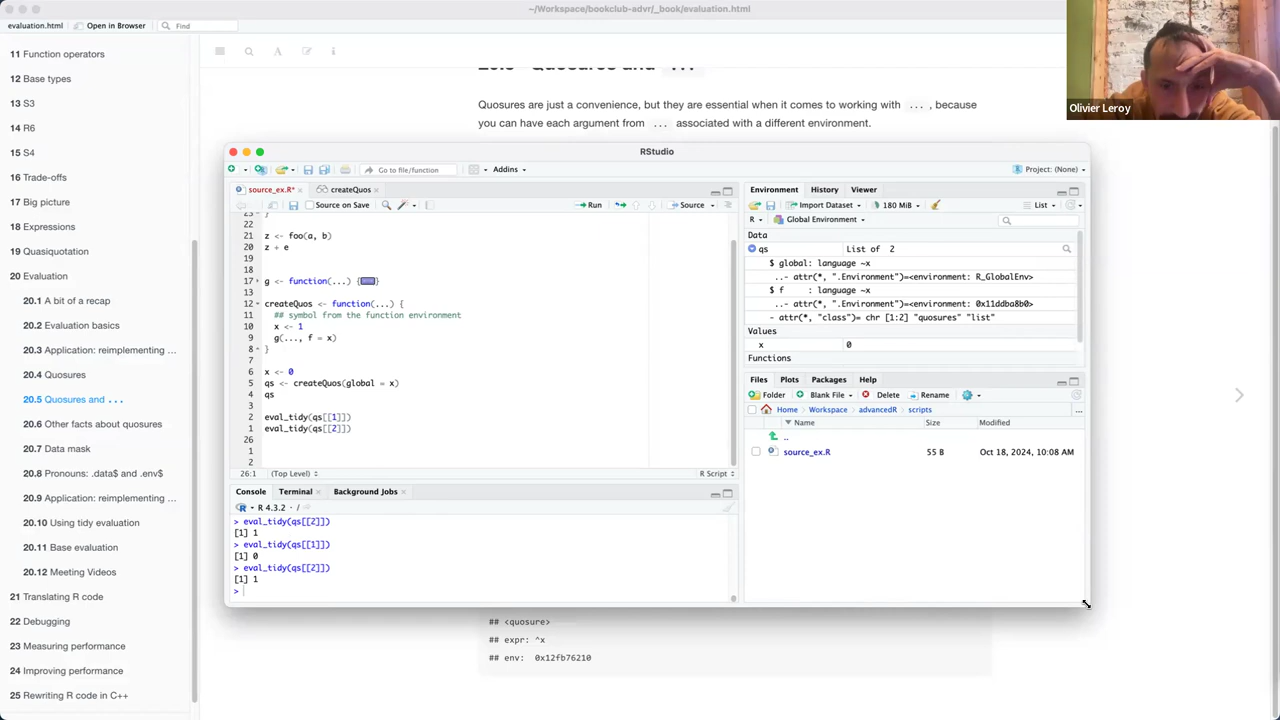 ~/Workspace/bookclub-advr/_book/evaluation.html
evaluation.html
Open in Browser
Find
11 Function operators
12 Base types
13 S3
14 R6
15 S4
16 Trade-offs
17 Big picture
18 Expressions
19 Quasiquotation
20 Evaluation
20.1 A bit of a recap
20.2 Evaluation basics
20.3 Application: reimplementing ...
20.4 Quosures
20.5 Quosures and ...
20.6 Other facts about quosures
20.7 Data mask
20.8 Pronouns: .data$ and .env$
20.9 Application: reimplementing ...
20.10 Using tidy evaluation
20.11 Base evaluation
20.12 Meeting Videos
21 Translating R code
22 Debugging
23 Measuring performance
24 Improving performance
25 Rewriting R code in C++
20.5 Quosures and ...
Quosures are just a convenience, but they are essential when it comes to working with ... , because
you can have each argument from ... associated with a different environment.
Olivier Leroy
RStudio
Go to file/function
Addins
Project: (None)
source_ex.R*
createQuos
Source on Save
Run
Source
23 }
22
21 z <- foo(a, b)
20 z + e
19
18
17 g <- function(...) {}
13
12 createQuos <- function(...) {
11 ## symbol from the function environment
10 x <- 1
9 g(..., f = x)
8 }
7
6 x <- 0
5 qs <- createQuos(global = x)
4 qs
3
2 eval_tidy(qs[[1]])
1 eval_tidy(qs[[2]])
26
1
2
26:1
(Top Level)
R Script
Console
Terminal
Background Jobs
R 4.3.2 · /
> eval_tidy(qs[[2]])
[1] 1
> eval_tidy(qs[[1]])
[1] 0
> eval_tidy(qs[[2]])
[1] 1
>
Environment
History
Viewer
Import Dataset
180 MiB
List
R
Global Environment
Data
qs List of 2
$ global: language ~x
..- attr(*, ".Environment")=<environment: R_GlobalEnv>
$ f : language ~x
..- attr(*, ".Environment")=<environment: 0x11ddba8b0>
- attr(*, "class")= chr [1:2] "quosures" "list"
Values
x 0
Functions
Files
Plots
Packages
Help
Folder
Blank File
Delete
Rename
Home
Workspace
advancedR
scripts
...
Name
Size
Modified
..
source_ex.R
55 B
Oct 18, 2024, 10:08 AM
## <quosure>
## expr: ^x
## env: 0x12fb76210